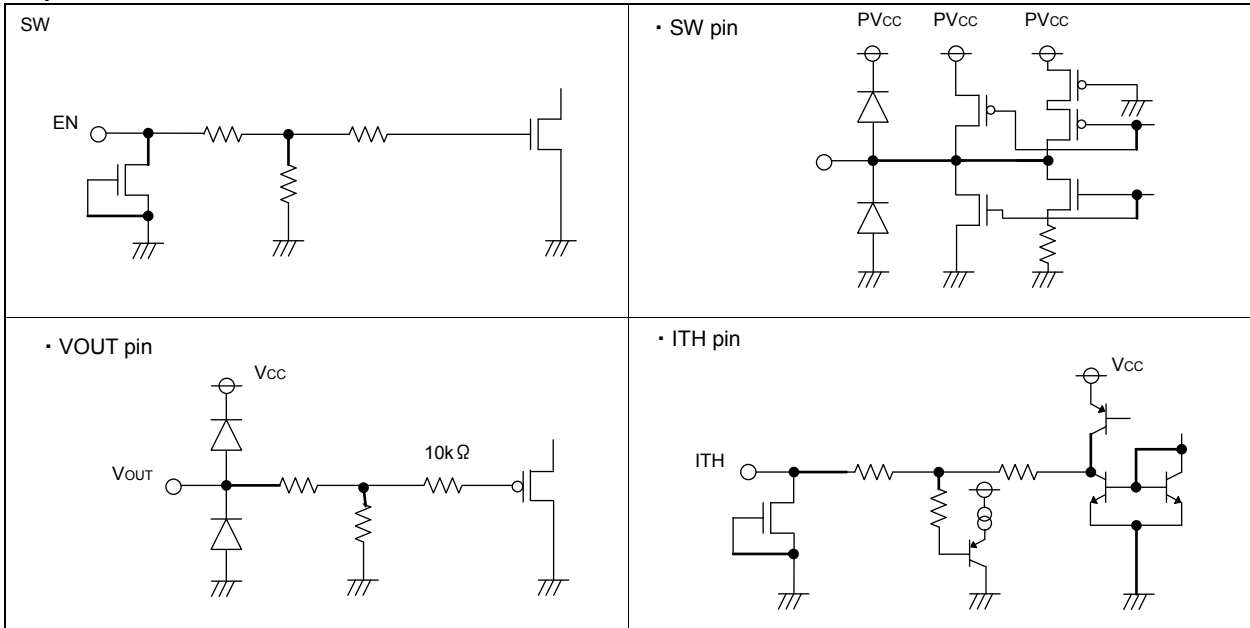 SW
EN
・SW pin
PVCC PVCC PVCC
・VOUT pin
VCC
VOUT
10kΩ
・ITH pin
VCC
ITH